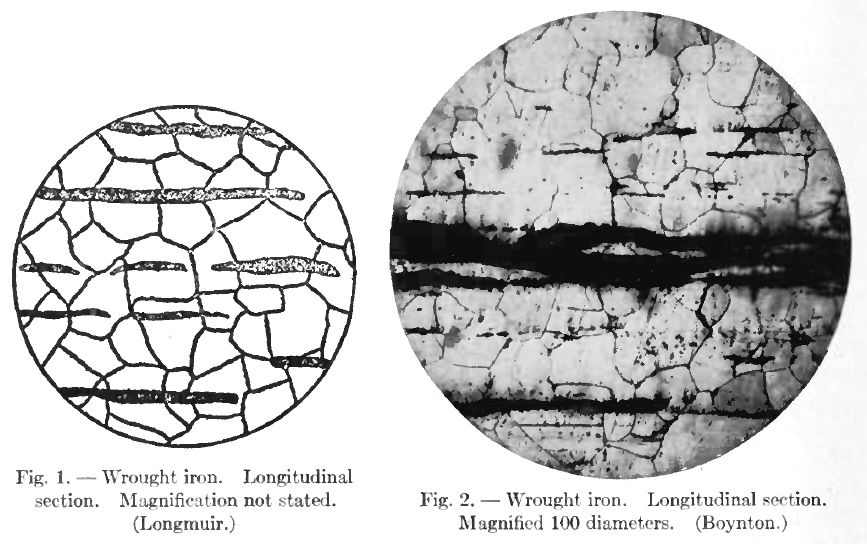 Fig. 1. — Wrought iron. Longitudinal
section. Magnification not stated.
(Longmuir.)
Fig. 2. — Wrought iron. Longitudinal section.
Magnified 100 diameters. (Boynton.)